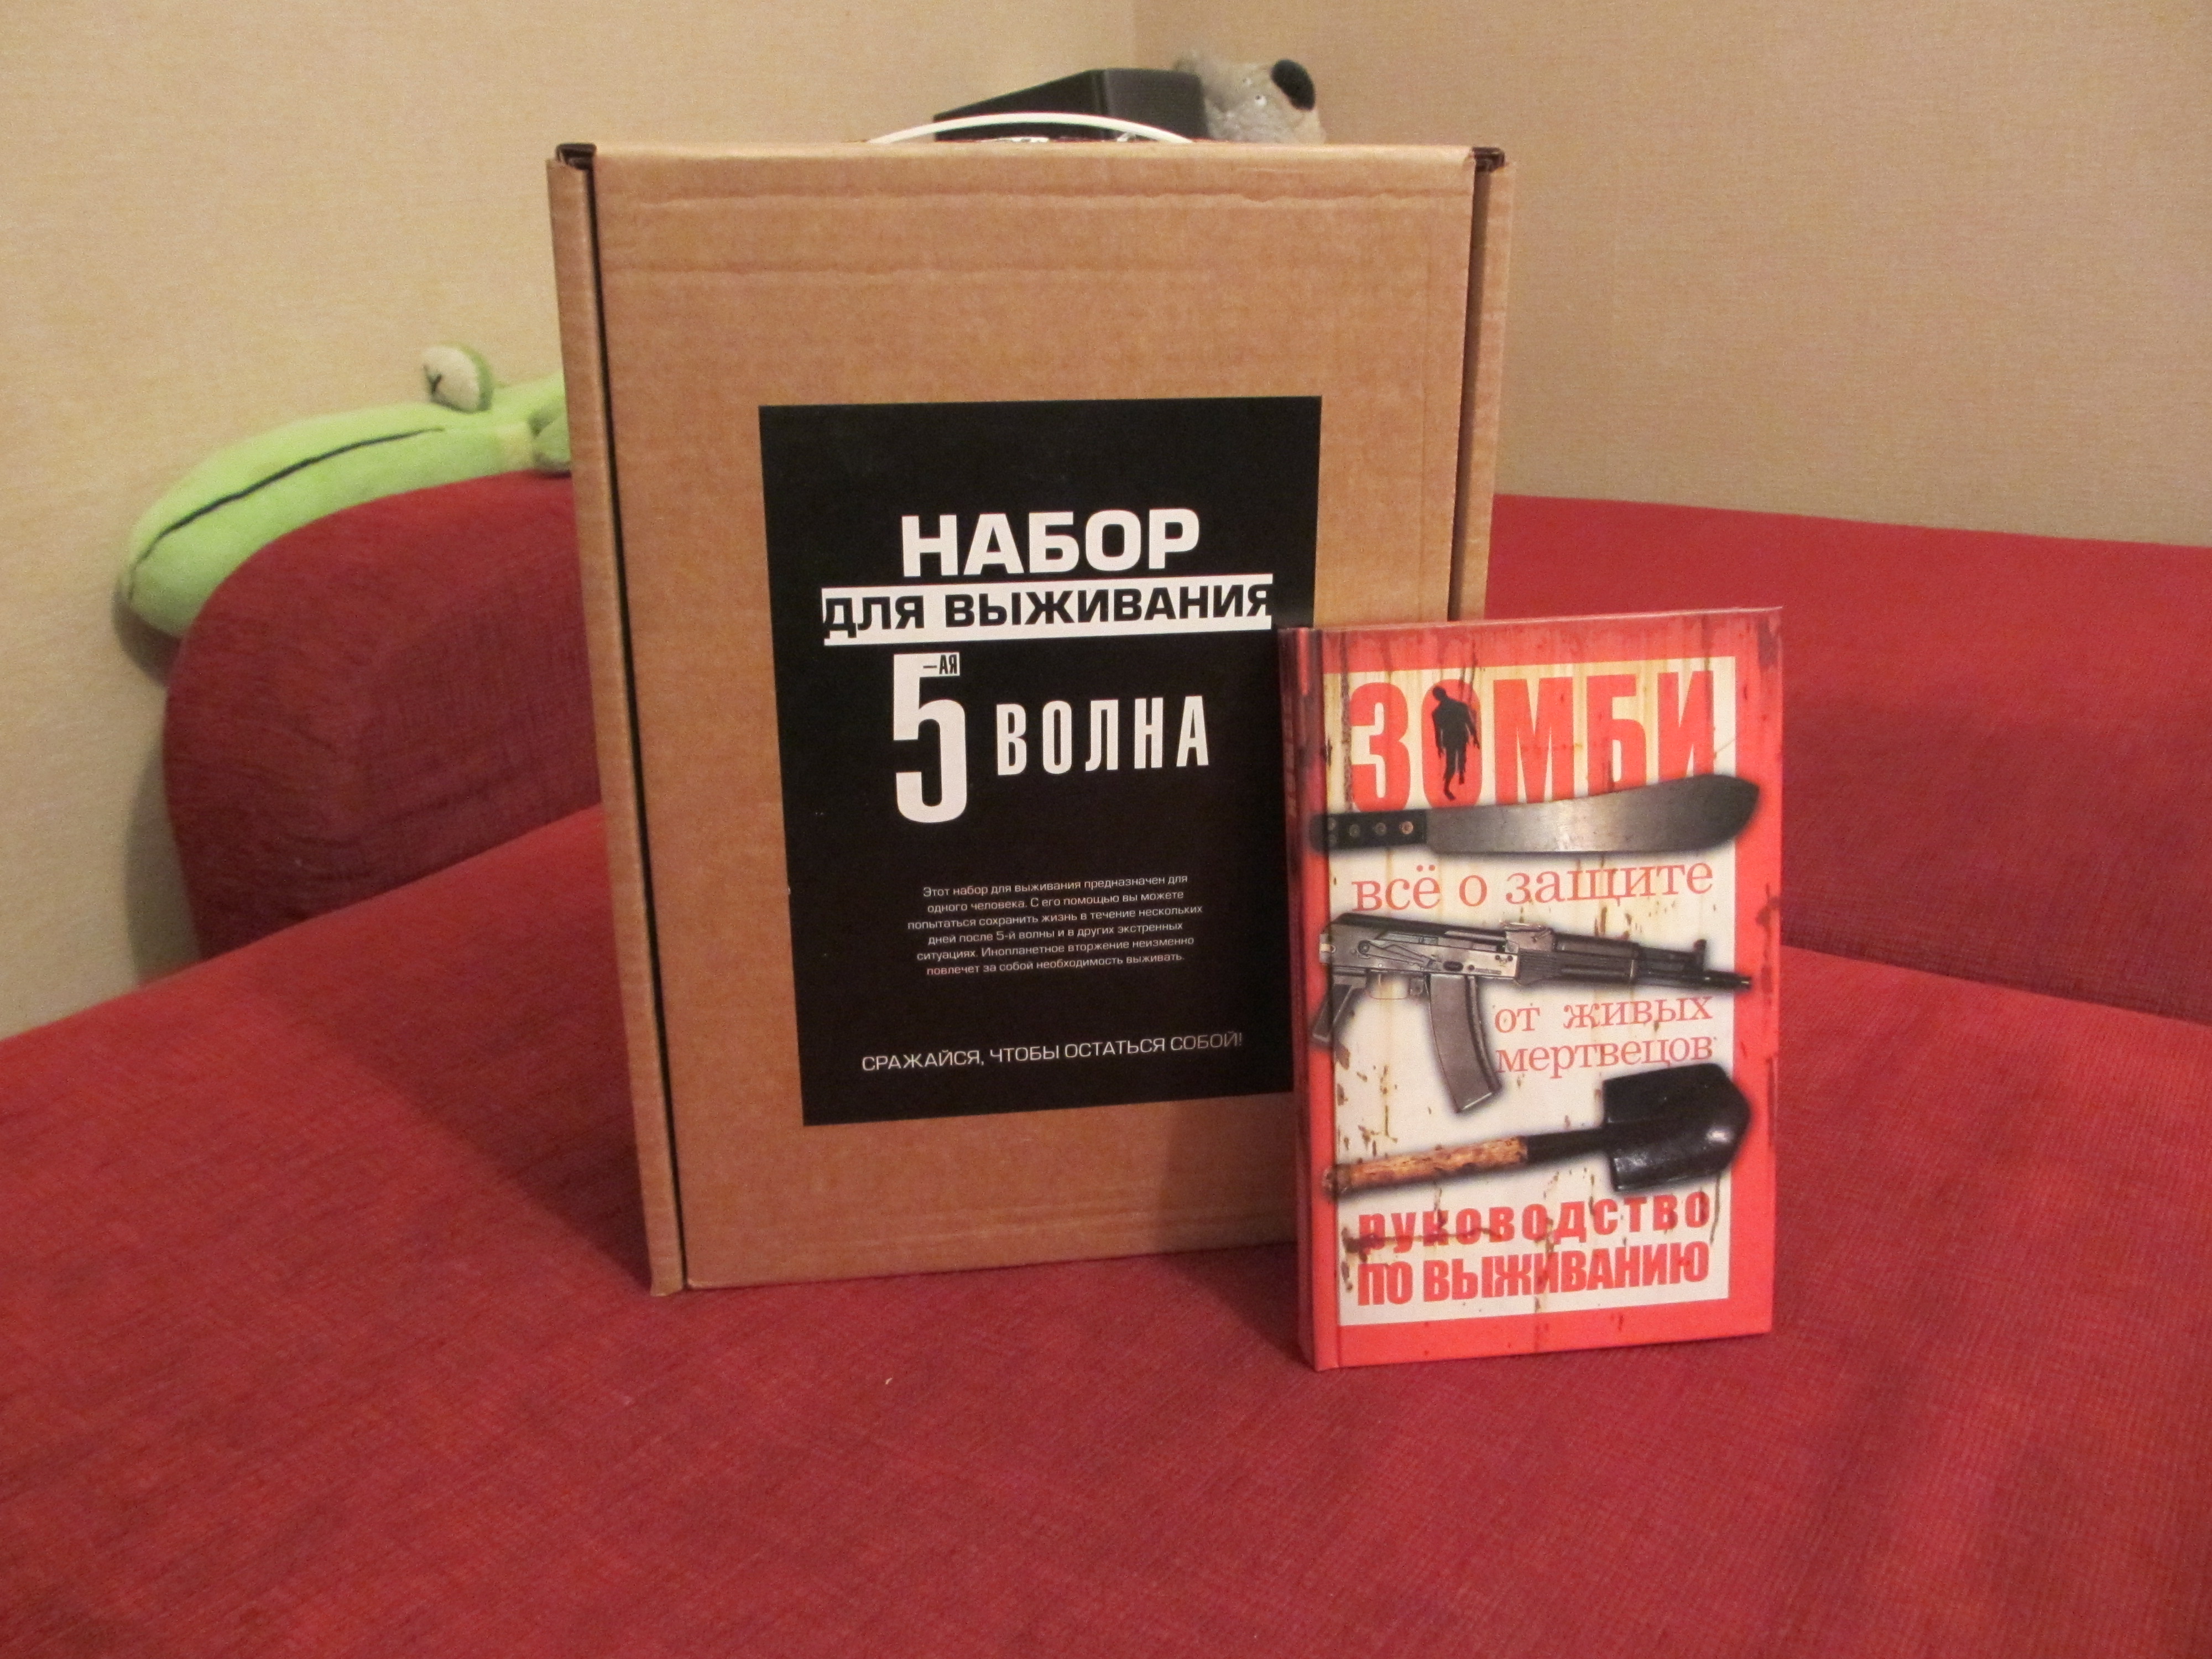 НАБОР
ДЛЯ ВЫЖИВАНИЯ
5-АЯ ВОЛНА
Этот набор для выживания предназначен для
одного человека. С его помощью вы можете
попытаться сохранить жизнь в течение нескольких
дней после 5-й волны и в других экстренных
ситуациях. Инопланетное вторжение неизменно
повлечет за собой необходимость выживать.
СРАЖАЙСЯ, ЧТОБЫ ОСТАТЬСЯ СОБОЙ!
ЗОМБИ
всё о защите
от живых
мертвецов
РУКОВОДСТВО
ПО ВЫЖИВАНИЮ